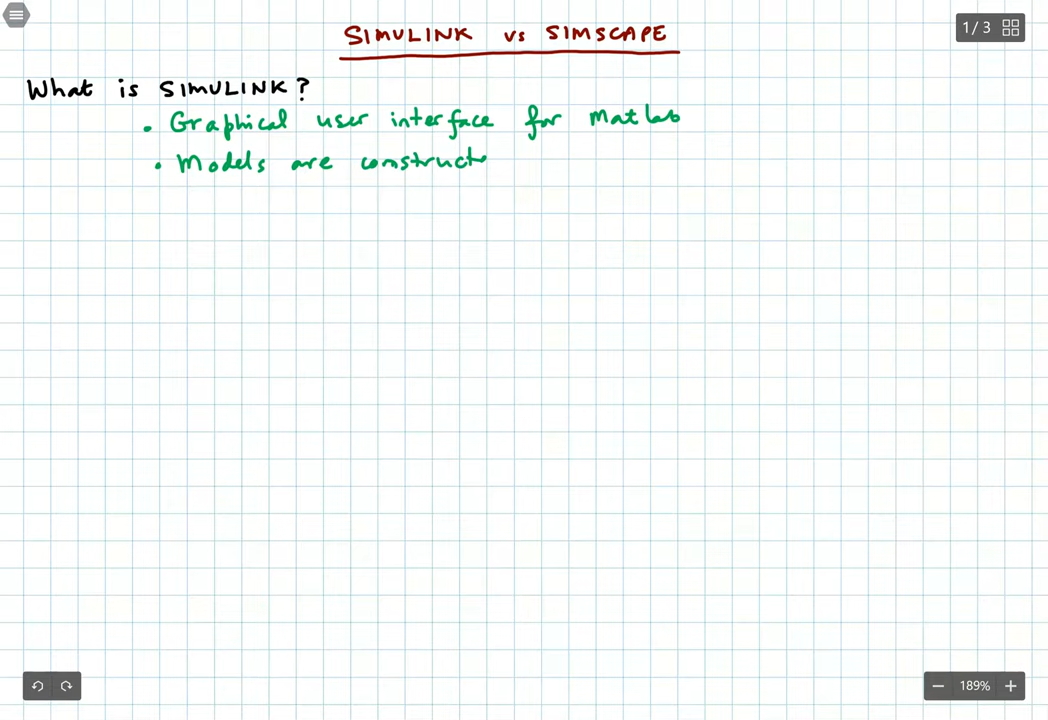 SIMULINK vs SIMSCAPE
1 / 3
What is SIMULINK?
• Graphical user interface for Matlab
• Models are constructe
189%